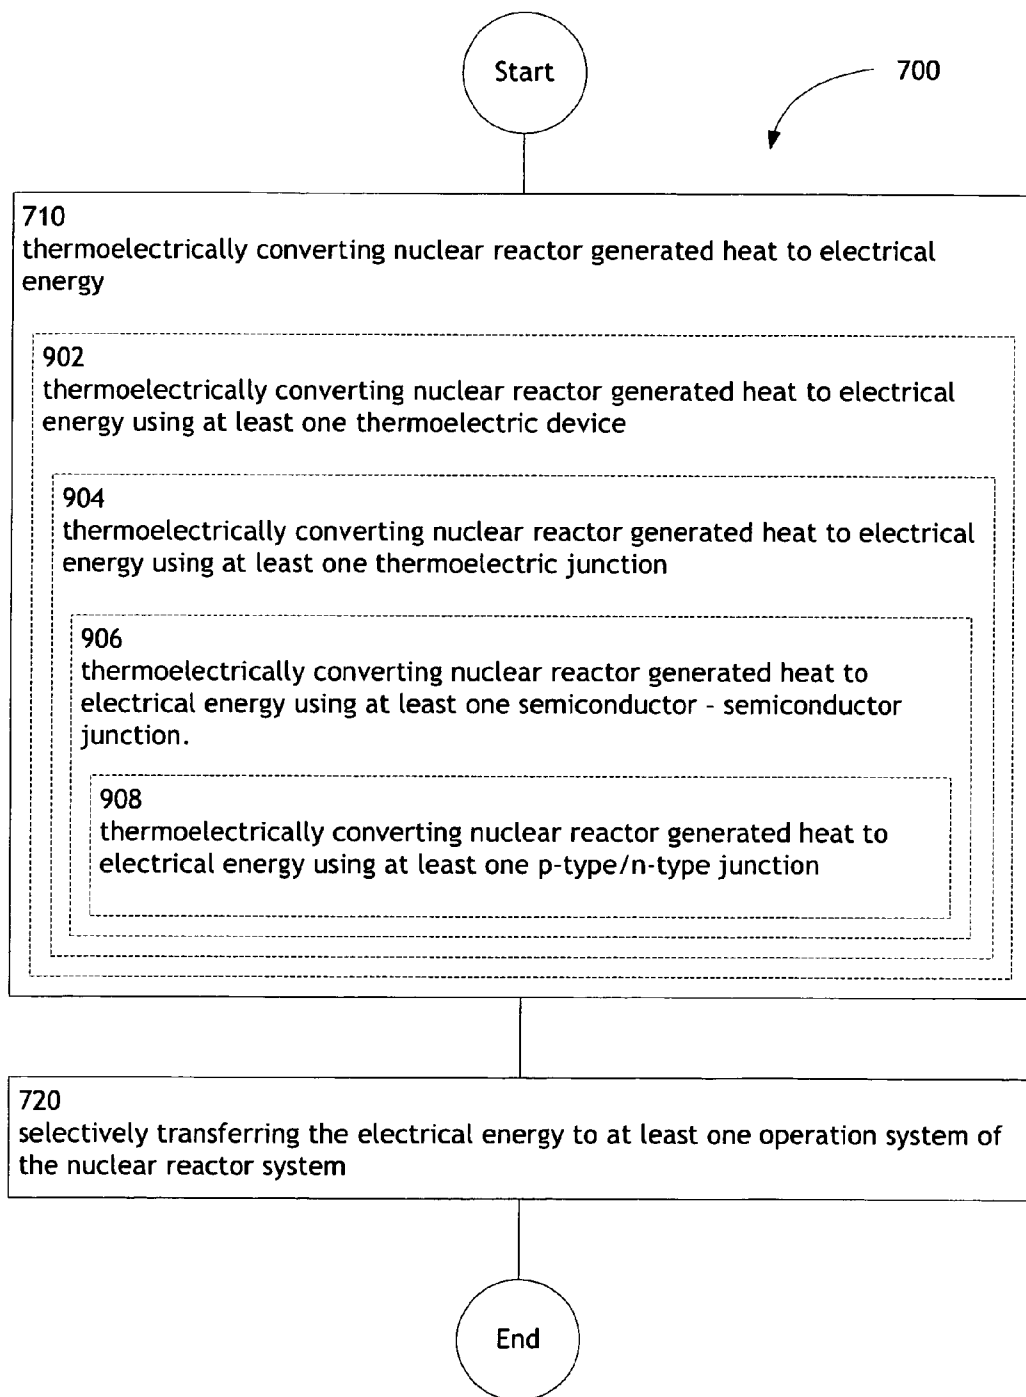 Start
700
710
thermoelectrically converting nuclear reactor generated heat to electrical
energy
902
thermoelectrically converting nuclear reactor generated heat to electrical
energy using at least one thermoelectric device
904
thermoelectrically converting nuclear reactor generated heat to electrical
energy using at least one thermoelectric junction
906
thermoelectrically converting nuclear reactor generated heat to
electrical energy using at least one semiconductor - semiconductor
junction.
908
thermoelectrically converting nuclear reactor generated heat to
electrical energy using at least one p-type/n-type junction
720
selectively transferring the electrical energy to at least one operation system of
the nuclear reactor system
End